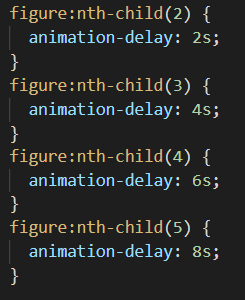 figure:nth-child(2) {
  animation-delay: 2s;
}
figure:nth-child(3) {
  animation-delay: 4s;
}
figure:nth-child(4) {
  animation-delay: 6s;
}
figure:nth-child(5) {
  animation-delay: 8s;
}